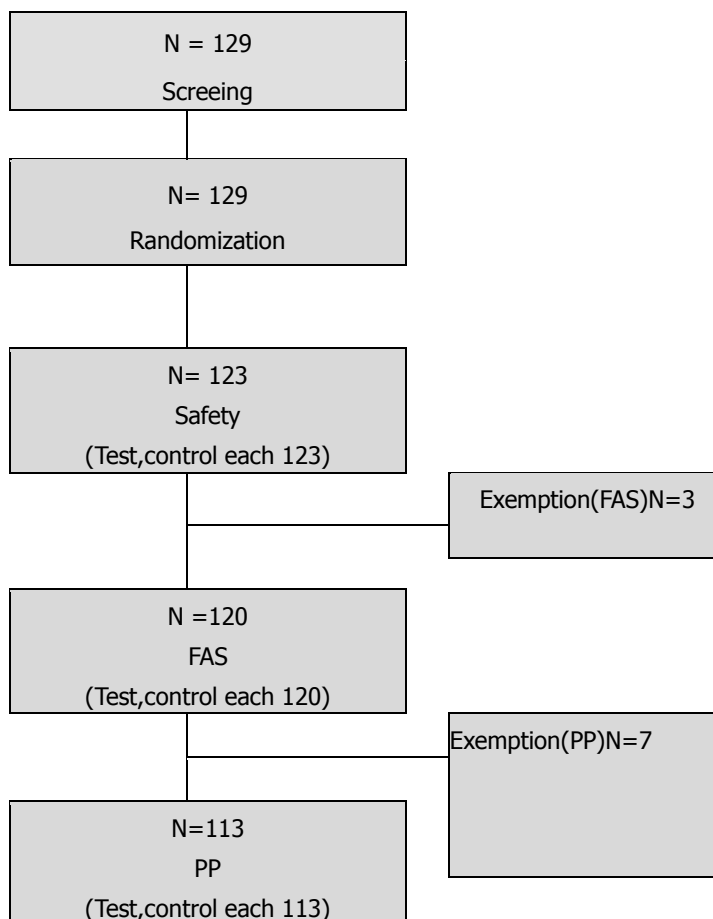 N = 129
Screeing
N= 129
Randomization
N= 123
Safety
(Test,control each 123)
Exemption(FAS)N=3
N =120
FAS
(Test,control each 120)
Exemption(PP)N=7
N=113
PP
(Test,control each 113)